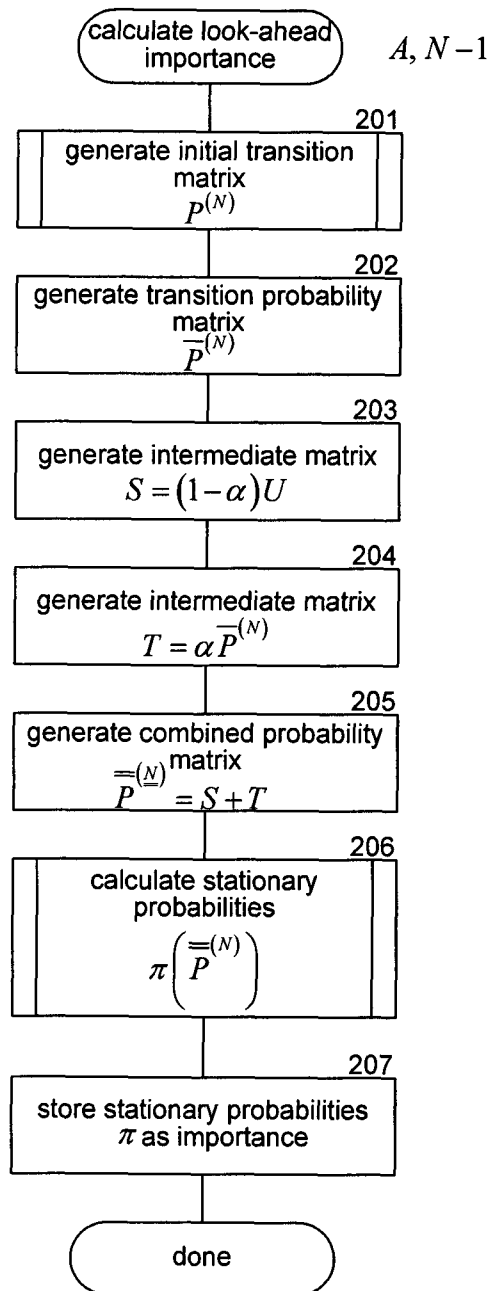 calculate look-ahead
importance
A, N−1
201
generate initial transition
matrix
P⁽ᴺ⁾
202
generate transition probability
matrix
P̅⁽ᴺ⁾
203
generate intermediate matrix
S = (1−α)U
204
generate intermediate matrix
T = αP̅⁽ᴺ⁾
205
generate combined probability
matrix
P̿⁽ᴺ̳⁾ = S + T
206
calculate stationary
probabilities
π(P̿⁽ᴺ⁾)
207
store stationary probabilities
π as importance
done